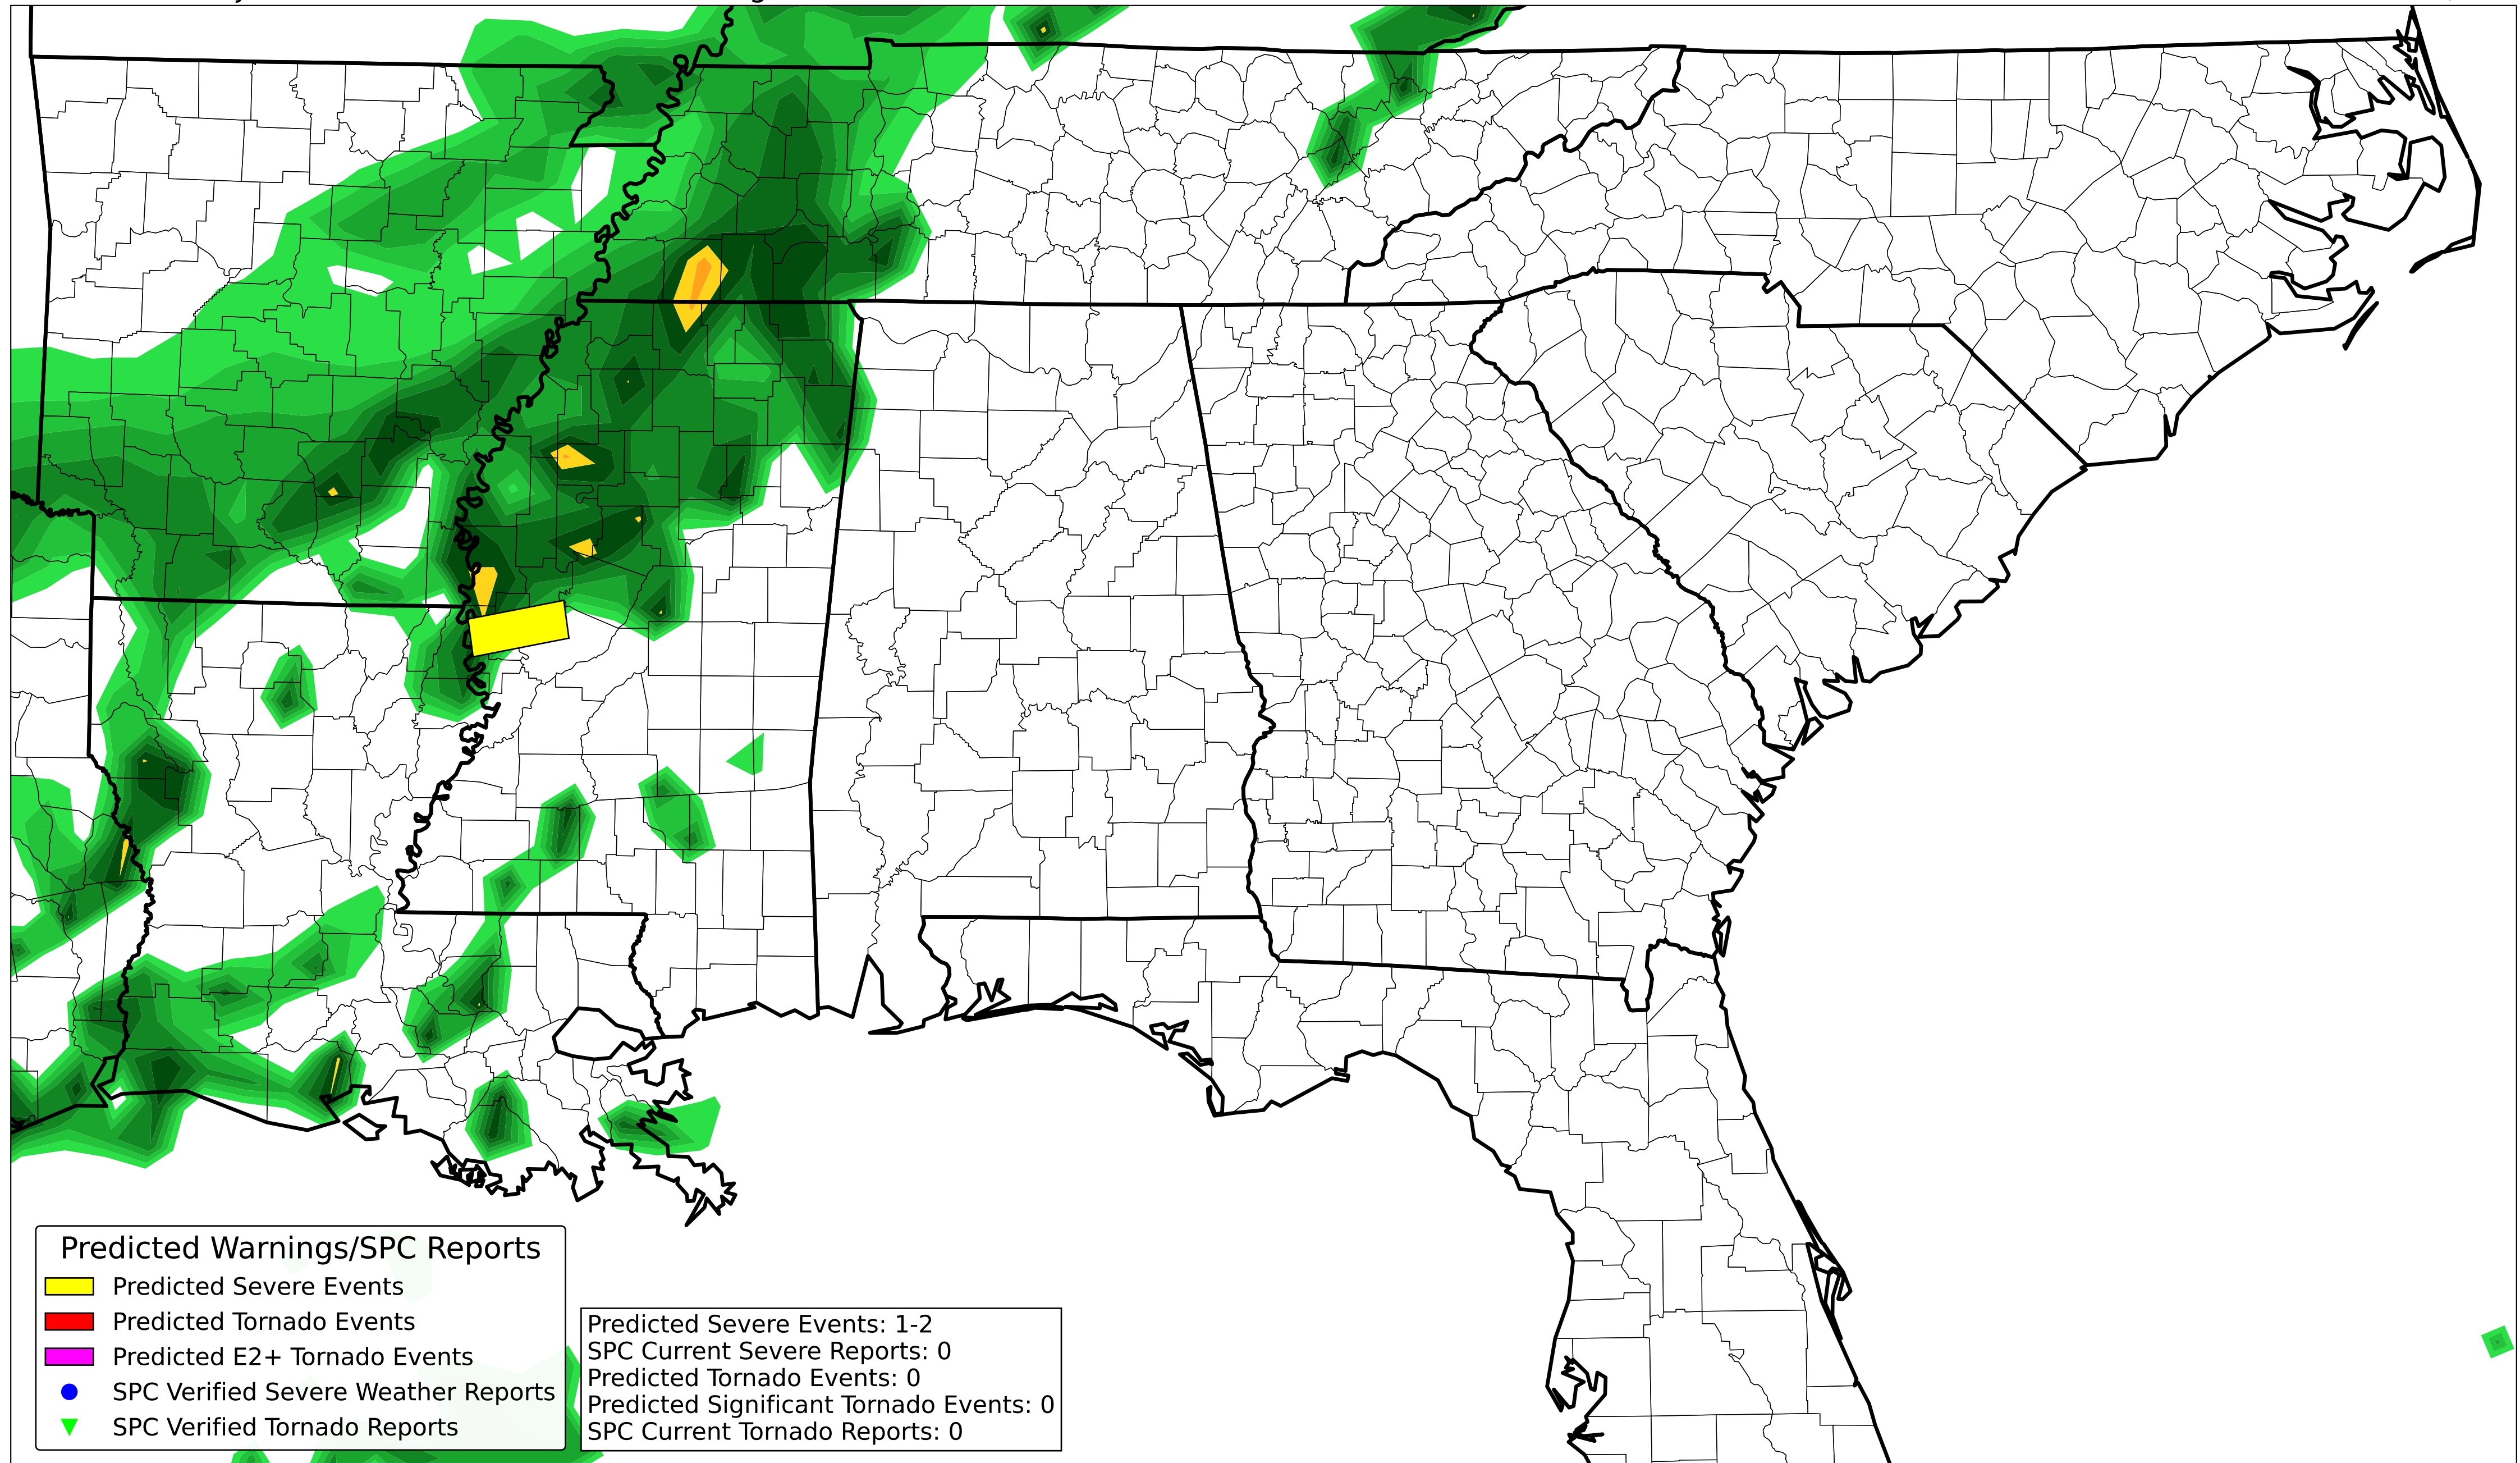 Predicted Warnings/SPC Reports
Predicted Severe Events
Predicted Tornado Events
Predicted E2+ Tornado Events
SPC Verified Severe Weather Reports
SPC Verified Tornado Reports
Predicted Severe Events: 1-2
SPC Current Severe Reports: 0
Predicted Tornado Events: 0
Predicted Significant Tornado Events: 0
SPC Current Tornado Reports: 0